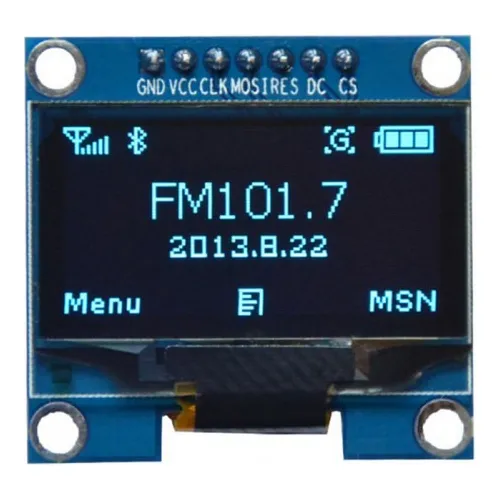 GND VCC CLK MOSI RES DC CS
G
FM101.7
2013.8.22
Menu MSN